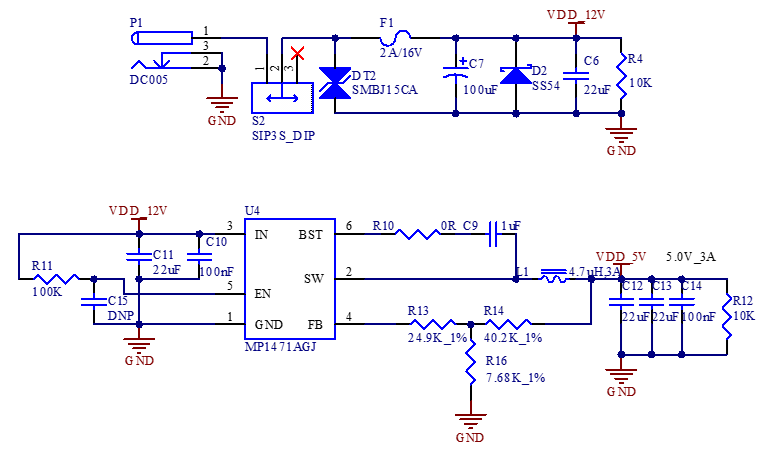 P1
1
3
2
DC005
GND
1
2
3
S2
SIP3S_DIP
DT2
SMBJ15CA
F1
2A/16V
C7
100uF
D2
SS54
VDD_12V
C6
22uF
R4
10K
GND
VDD_12V
R11
100K
C15
DNP
C11
22uF
C10
100nF
GND
U4
3
IN
5
EN
1
GND
BST
6
SW
2
FB
4
MP1471AGJ
R10
0R
C9
1uF
L1
4.7uH,3A
R13
24.9K_1%
R14
40.2K_1%
R16
7.68K_1%
GND
VDD_5V
5.0V_3A
C12
22uF
C13
22uF
C14
100nF
R12
10K
GND